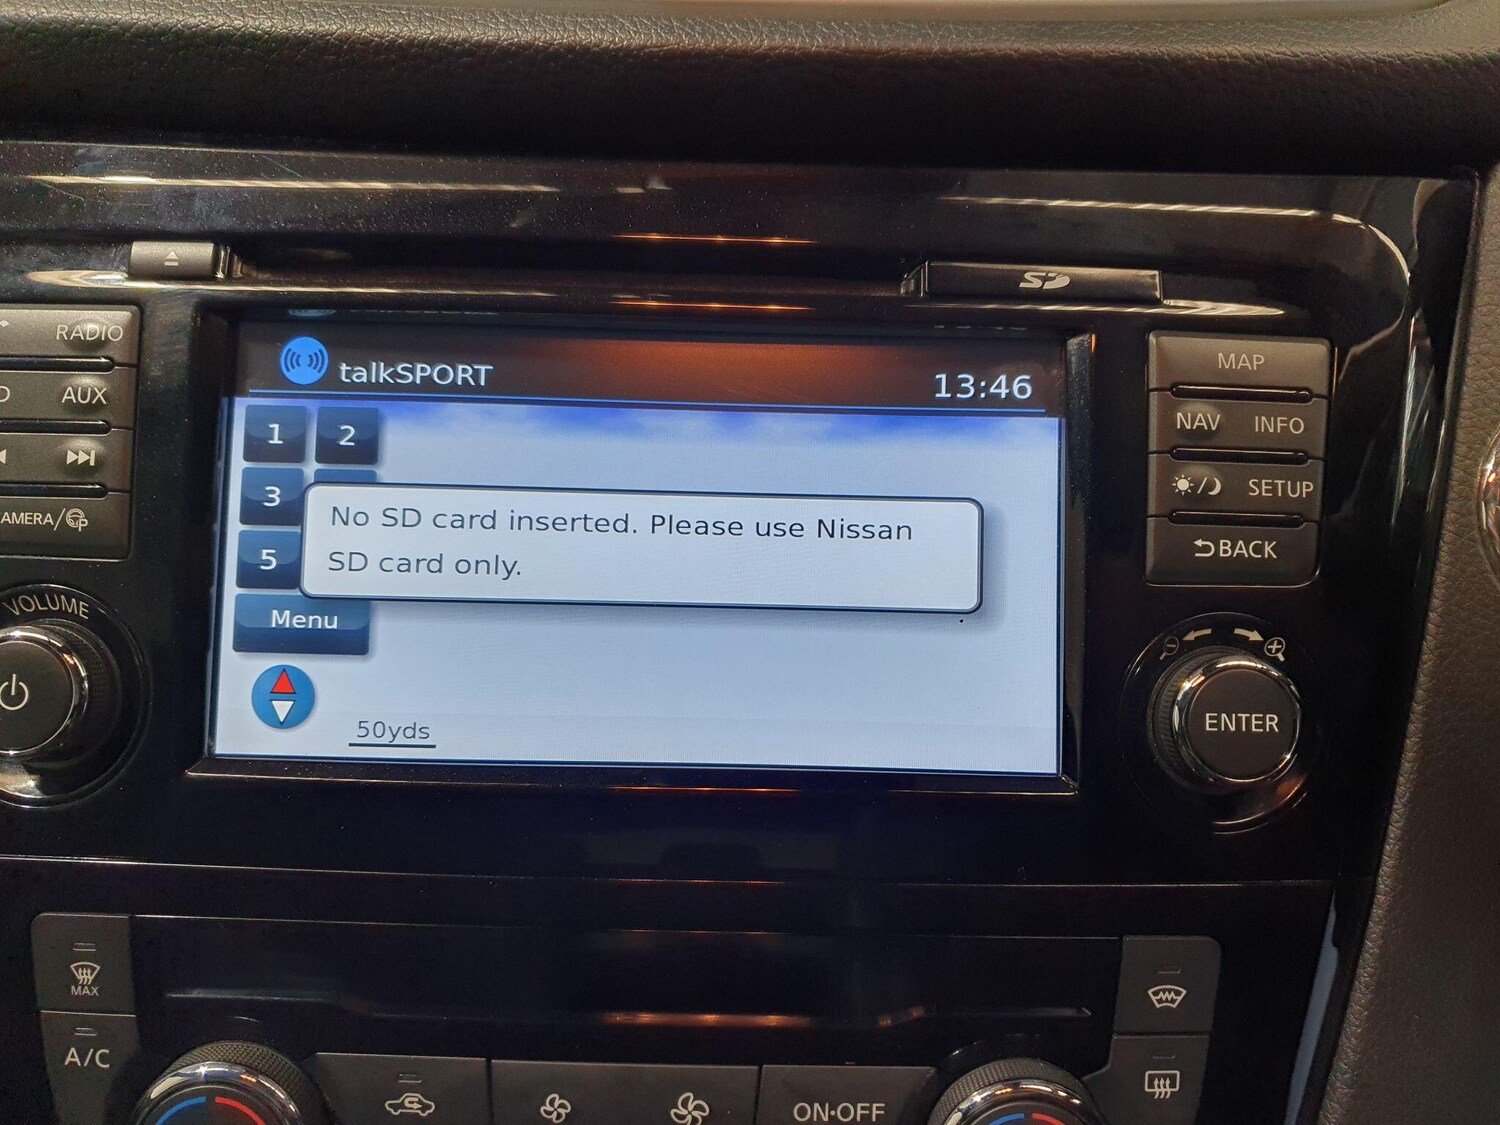 SD
RADIO
AUX
VOLUME
talkSPORT
13:46
1 2
3
5
No SD card inserted. Please use Nissan
SD card only.
Menu
50yds
MAP
NAV INFO
SETUP
BACK
ENTER
MAX
A/C
ON·OFF